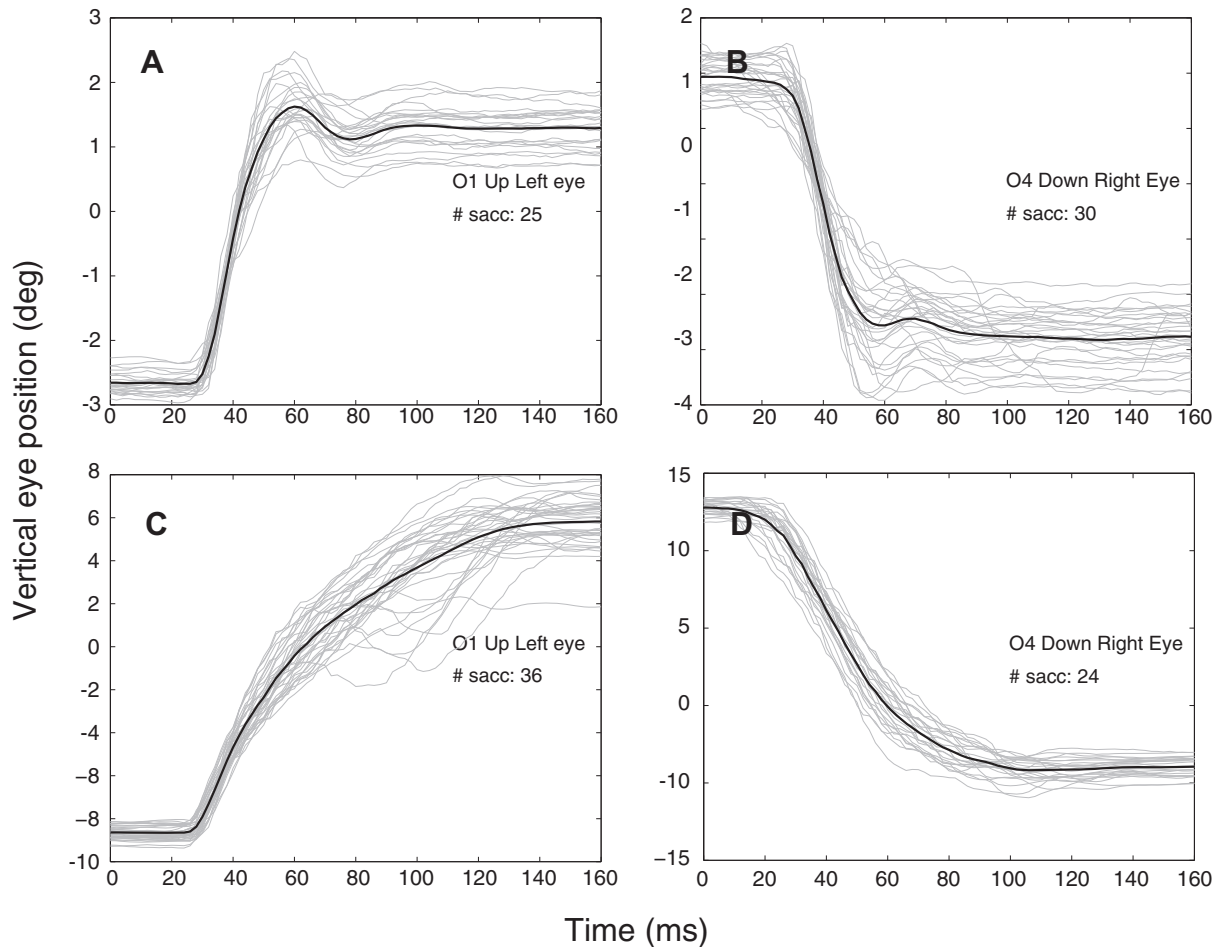 3
2
1
0
-1
-2
-3
0 20 40 60 80 100 120 140 160
A
O1 Up Left eye
# sacc: 25
2
1
0
-1
-2
-3
-4
0 20 40 60 80 100 120 140 160
B
O4 Down Right Eye
# sacc: 30
Vertical eye position (deg)
8
6
4
2
0
-2
-4
-6
-8
-10
0 20 40 60 80 100 120 140 160
C
O1 Up Left eye
# sacc: 36
15
10
5
0
−5
-10
−15
0 20 40 60 80 100 120 140 160
D
O4 Down Right Eye
# sacc: 24
Time (ms)